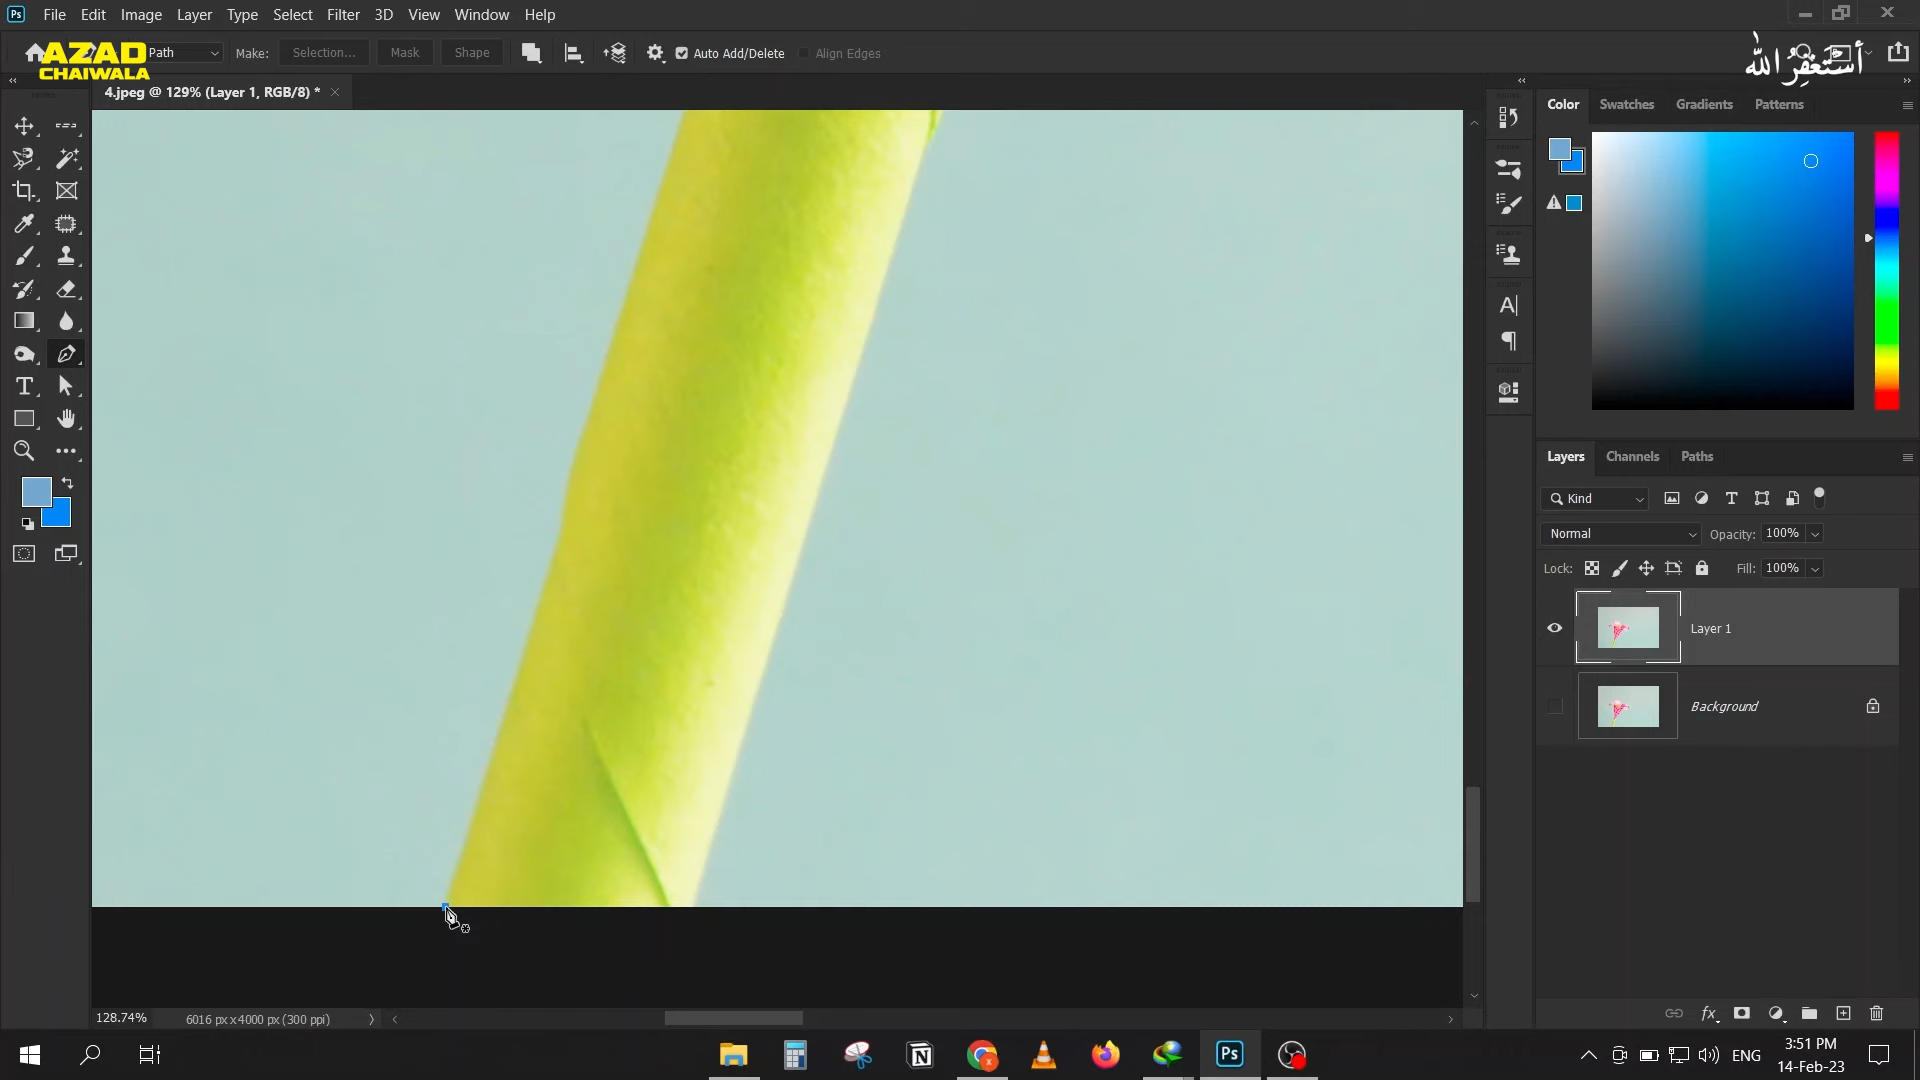 File Edit Image Layer Type Select Filter 3D View Window Help
AZAD
CHAIWALA
Path Make: Selection... Mask Shape Auto Add/Delete Align Edges
أستغفر الله
4.jpeg @ 129% (Layer 1, RGB/8) *
Color Swatches Gradients Patterns
Layers Channels Paths
Kind
Normal Opacity: 100%
Lock: Fill: 100%
Layer 1
Background
128.74% 6016 px x 4000 px (300 ppi)
ENG
3:51 PM
14-Feb-23